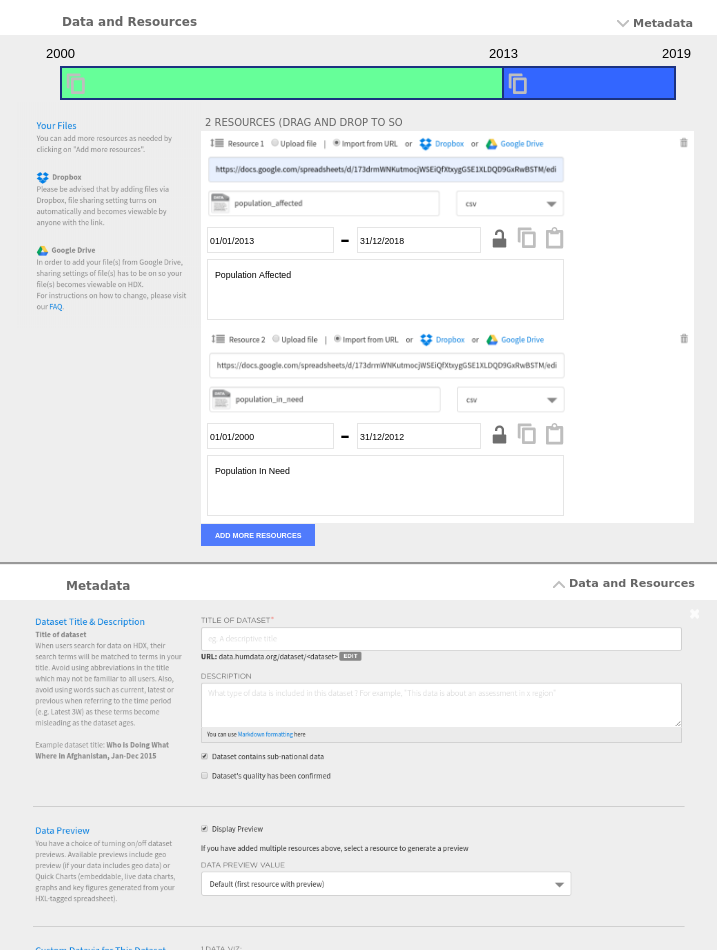 Data and Resources
Metadata
2000
2013
2019
Your Files
You can add more resources as needed by
clicking on "Add more resources".
Dropbox
Please be advised that by adding files via
Dropbox, file sharing setting turns on
automatically and becomes viewable by
anyone with the link.
Google Drive
In order to add your file(s) from Google Drive,
sharing settings of file(s) has to be on so your
file(s) becomes viewable on HDX.
For instructions on how to change, please visit
our FAQ.
2 RESOURCES (DRAG AND DROP TO SO
Resource 1 Upload file | Import from URL or Dropbox or Google Drive
https://docs.google.com/spreadsheets/d/173drmWNKutmocjWSEiQfXtxygGSE1XLDQD9GxRwBSTM/edi
DATA population_affected csv
01/01/2013 – 31/12/2018
Population Affected
Resource 2 Upload file | Import from URL or Dropbox or Google Drive
https://docs.google.com/spreadsheets/d/173drmWNKutmocjWSEiQfXtxygGSE1XLDQD9GxRwBSTM/edi
DATA population_in_need csv
01/01/2000 – 31/12/2012
Population In Need
ADD MORE RESOURCES
Metadata
Data and Resources
Dataset Title & Description
Title of dataset
When users search for data on HDX, their
search terms will be matched to terms in your
title. Avoid using abbreviations in the title
which may not be familiar to all users. Also,
avoid using words such as current, latest or
previous when referring to the time period
(e.g. Latest 3W) as these terms become
misleading as the dataset ages.
Example dataset title: Who is Doing What
Where in Afghanistan, Jan-Dec 2015
TITLE OF DATASET*
eg. A descriptive title
URL: data.humdata.org/dataset/<dataset> EDIT
DESCRIPTION
What type of data is included in this dataset ? For example, "This data is about an assessment in x region"
You can use Markdown formatting here
Dataset contains sub-national data
Dataset's quality has been confirmed
Data Preview
You have a choice of turning on/off dataset
previews. Available previews include geo
preview (if your data includes geo data) or
Quick Charts (embeddable, live data charts,
graphs and key figures generated from your
HXL-tagged spreadsheet).
Display Preview
If you have added multiple resources above, select a resource to generate a preview
DATA PREVIEW VALUE
Default (first resource with preview)